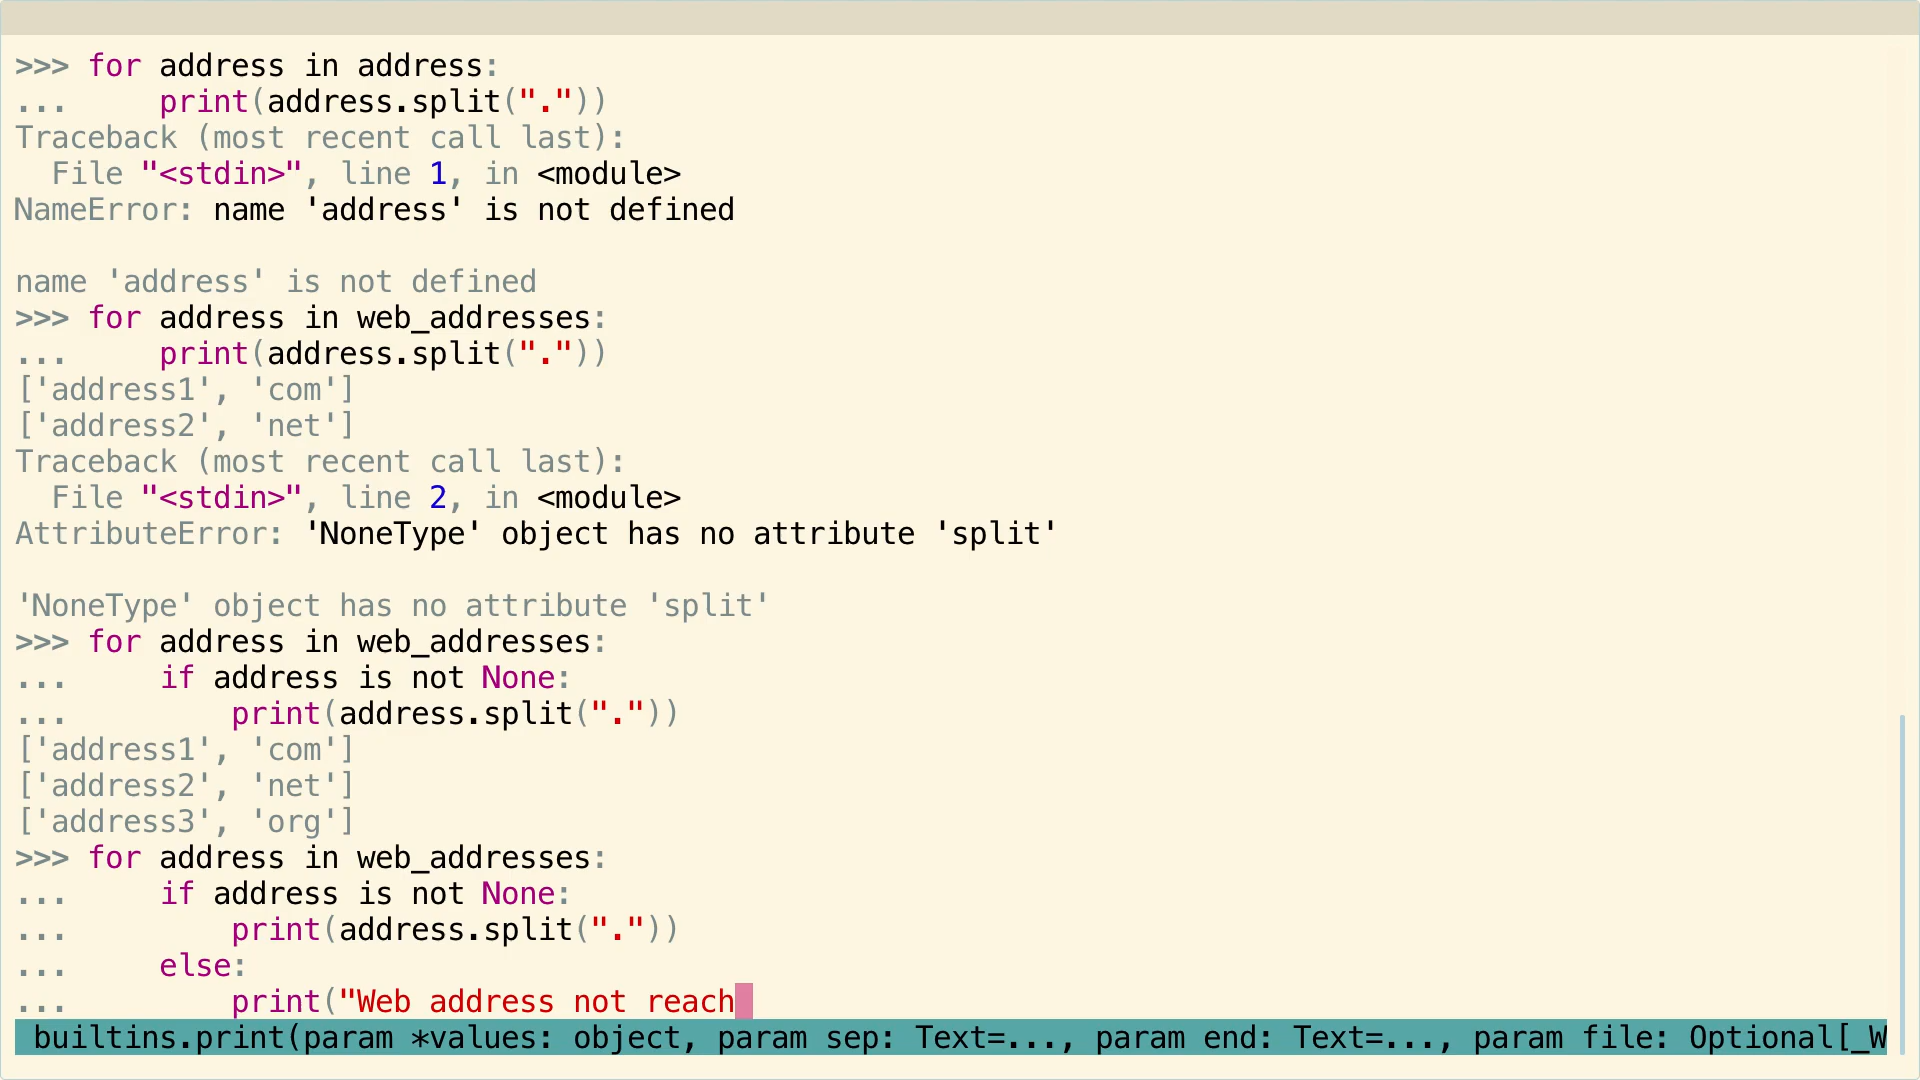 >>> for address in address:
...     print(address.split("."))
Traceback (most recent call last):
  File "<stdin>", line 1, in <module>
NameError: name 'address' is not defined

name 'address' is not defined
>>> for address in web_addresses:
...     print(address.split("."))
['address1', 'com']
['address2', 'net']
Traceback (most recent call last):
  File "<stdin>", line 2, in <module>
AttributeError: 'NoneType' object has no attribute 'split'

'NoneType' object has no attribute 'split'
>>> for address in web_addresses:
...     if address is not None:
...         print(address.split("."))
['address1', 'com']
['address2', 'net']
['address3', 'org']
>>> for address in web_addresses:
...     if address is not None:
...         print(address.split("."))
...     else:
...         print("Web address not reach
builtins.print(param *values: object, param sep: Text=..., param end: Text=..., param file: Optional[_W